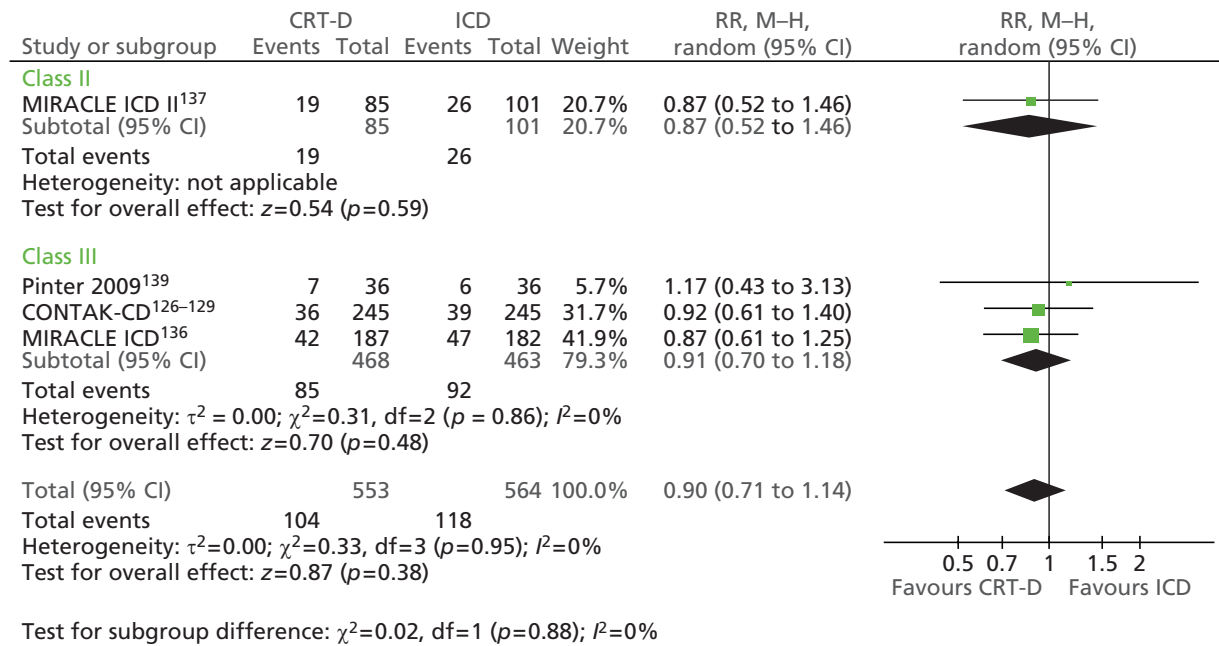 CRT-D ICD RR, M–H, RR, M–H,
Study or subgroup Events Total Events Total Weight random (95% CI) random (95% CI)
Class II
MIRACLE ICD II137 19 85 26 101 20.7% 0.87 (0.52 to 1.46)
Subtotal (95% CI) 85 101 20.7% 0.87 (0.52 to 1.46)
Total events 19 26
Heterogeneity: not applicable
Test for overall effect: z=0.54 (p=0.59)
Class III
Pinter 2009139 7 36 6 36 5.7% 1.17 (0.43 to 3.13)
CONTAK-CD126–129 36 245 39 245 31.7% 0.92 (0.61 to 1.40)
MIRACLE ICD136 42 187 47 182 41.9% 0.87 (0.61 to 1.25)
Subtotal (95% CI) 468 463 79.3% 0.91 (0.70 to 1.18)
Total events 85 92
Heterogeneity: τ2 = 0.00; χ2=0.31, df=2 (p = 0.86); I2=0%
Test for overall effect: z=0.70 (p=0.48)
Total (95% CI) 553 564 100.0% 0.90 (0.71 to 1.14)
Total events 104 118
Heterogeneity: τ2=0.00; χ2=0.33, df=3 (p=0.95); I2=0%
Test for overall effect: z=0.87 (p=0.38)
0.5 0.7 1 1.5 2
Favours CRT-D Favours ICD
Test for subgroup difference: χ2=0.02, df=1 (p=0.88); I2=0%